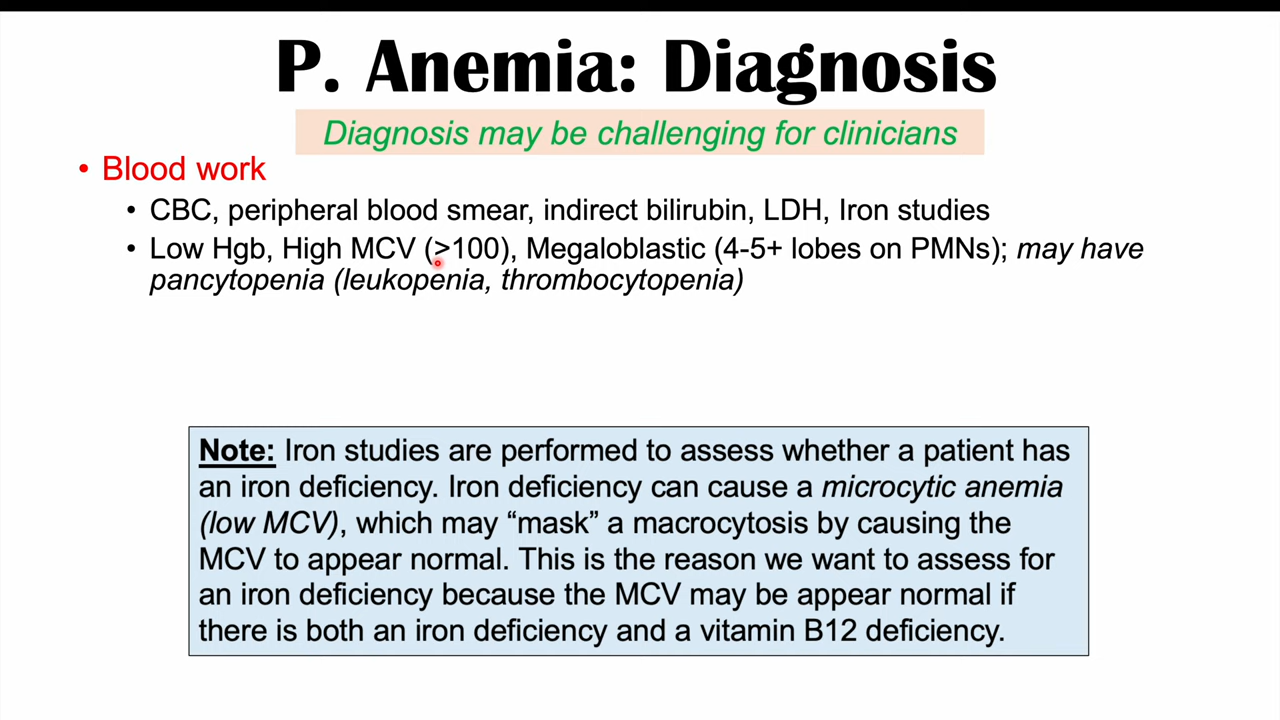 P. Anemia: Diagnosis
Diagnosis may be challenging for clinicians
• Blood work
• CBC, peripheral blood smear, indirect bilirubin, LDH, Iron studies
• Low Hgb, High MCV (>100), Megaloblastic (4-5+ lobes on PMNs); may have
pancytopenia (leukopenia, thrombocytopenia)
Note: Iron studies are performed to assess whether a patient has
an iron deficiency. Iron deficiency can cause a microcytic anemia
(low MCV), which may “mask” a macrocytosis by causing the
MCV to appear normal. This is the reason we want to assess for
an iron deficiency because the MCV may be appear normal if
there is both an iron deficiency and a vitamin B12 deficiency.